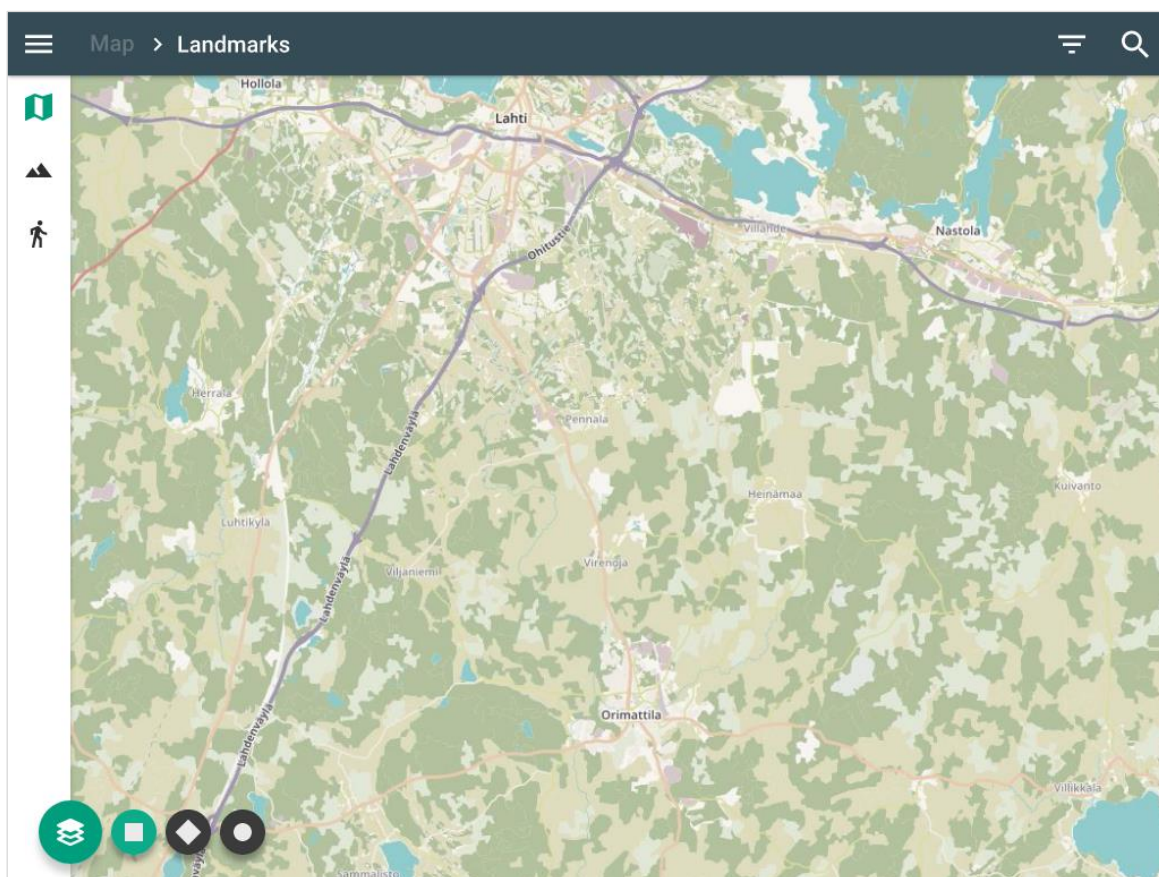 Map > Landmarks
Hollola
Lahti
Villähde
Nastola
Ohitustie
Herrala
Lahdenväylä
Pennala
Heinämaa
Kuivanto
Luhtikylä
Virenoja
Lahdenväylä
Viljaniemi
Lahdenväylä
Orimattila
Villikkala
Sammalisto